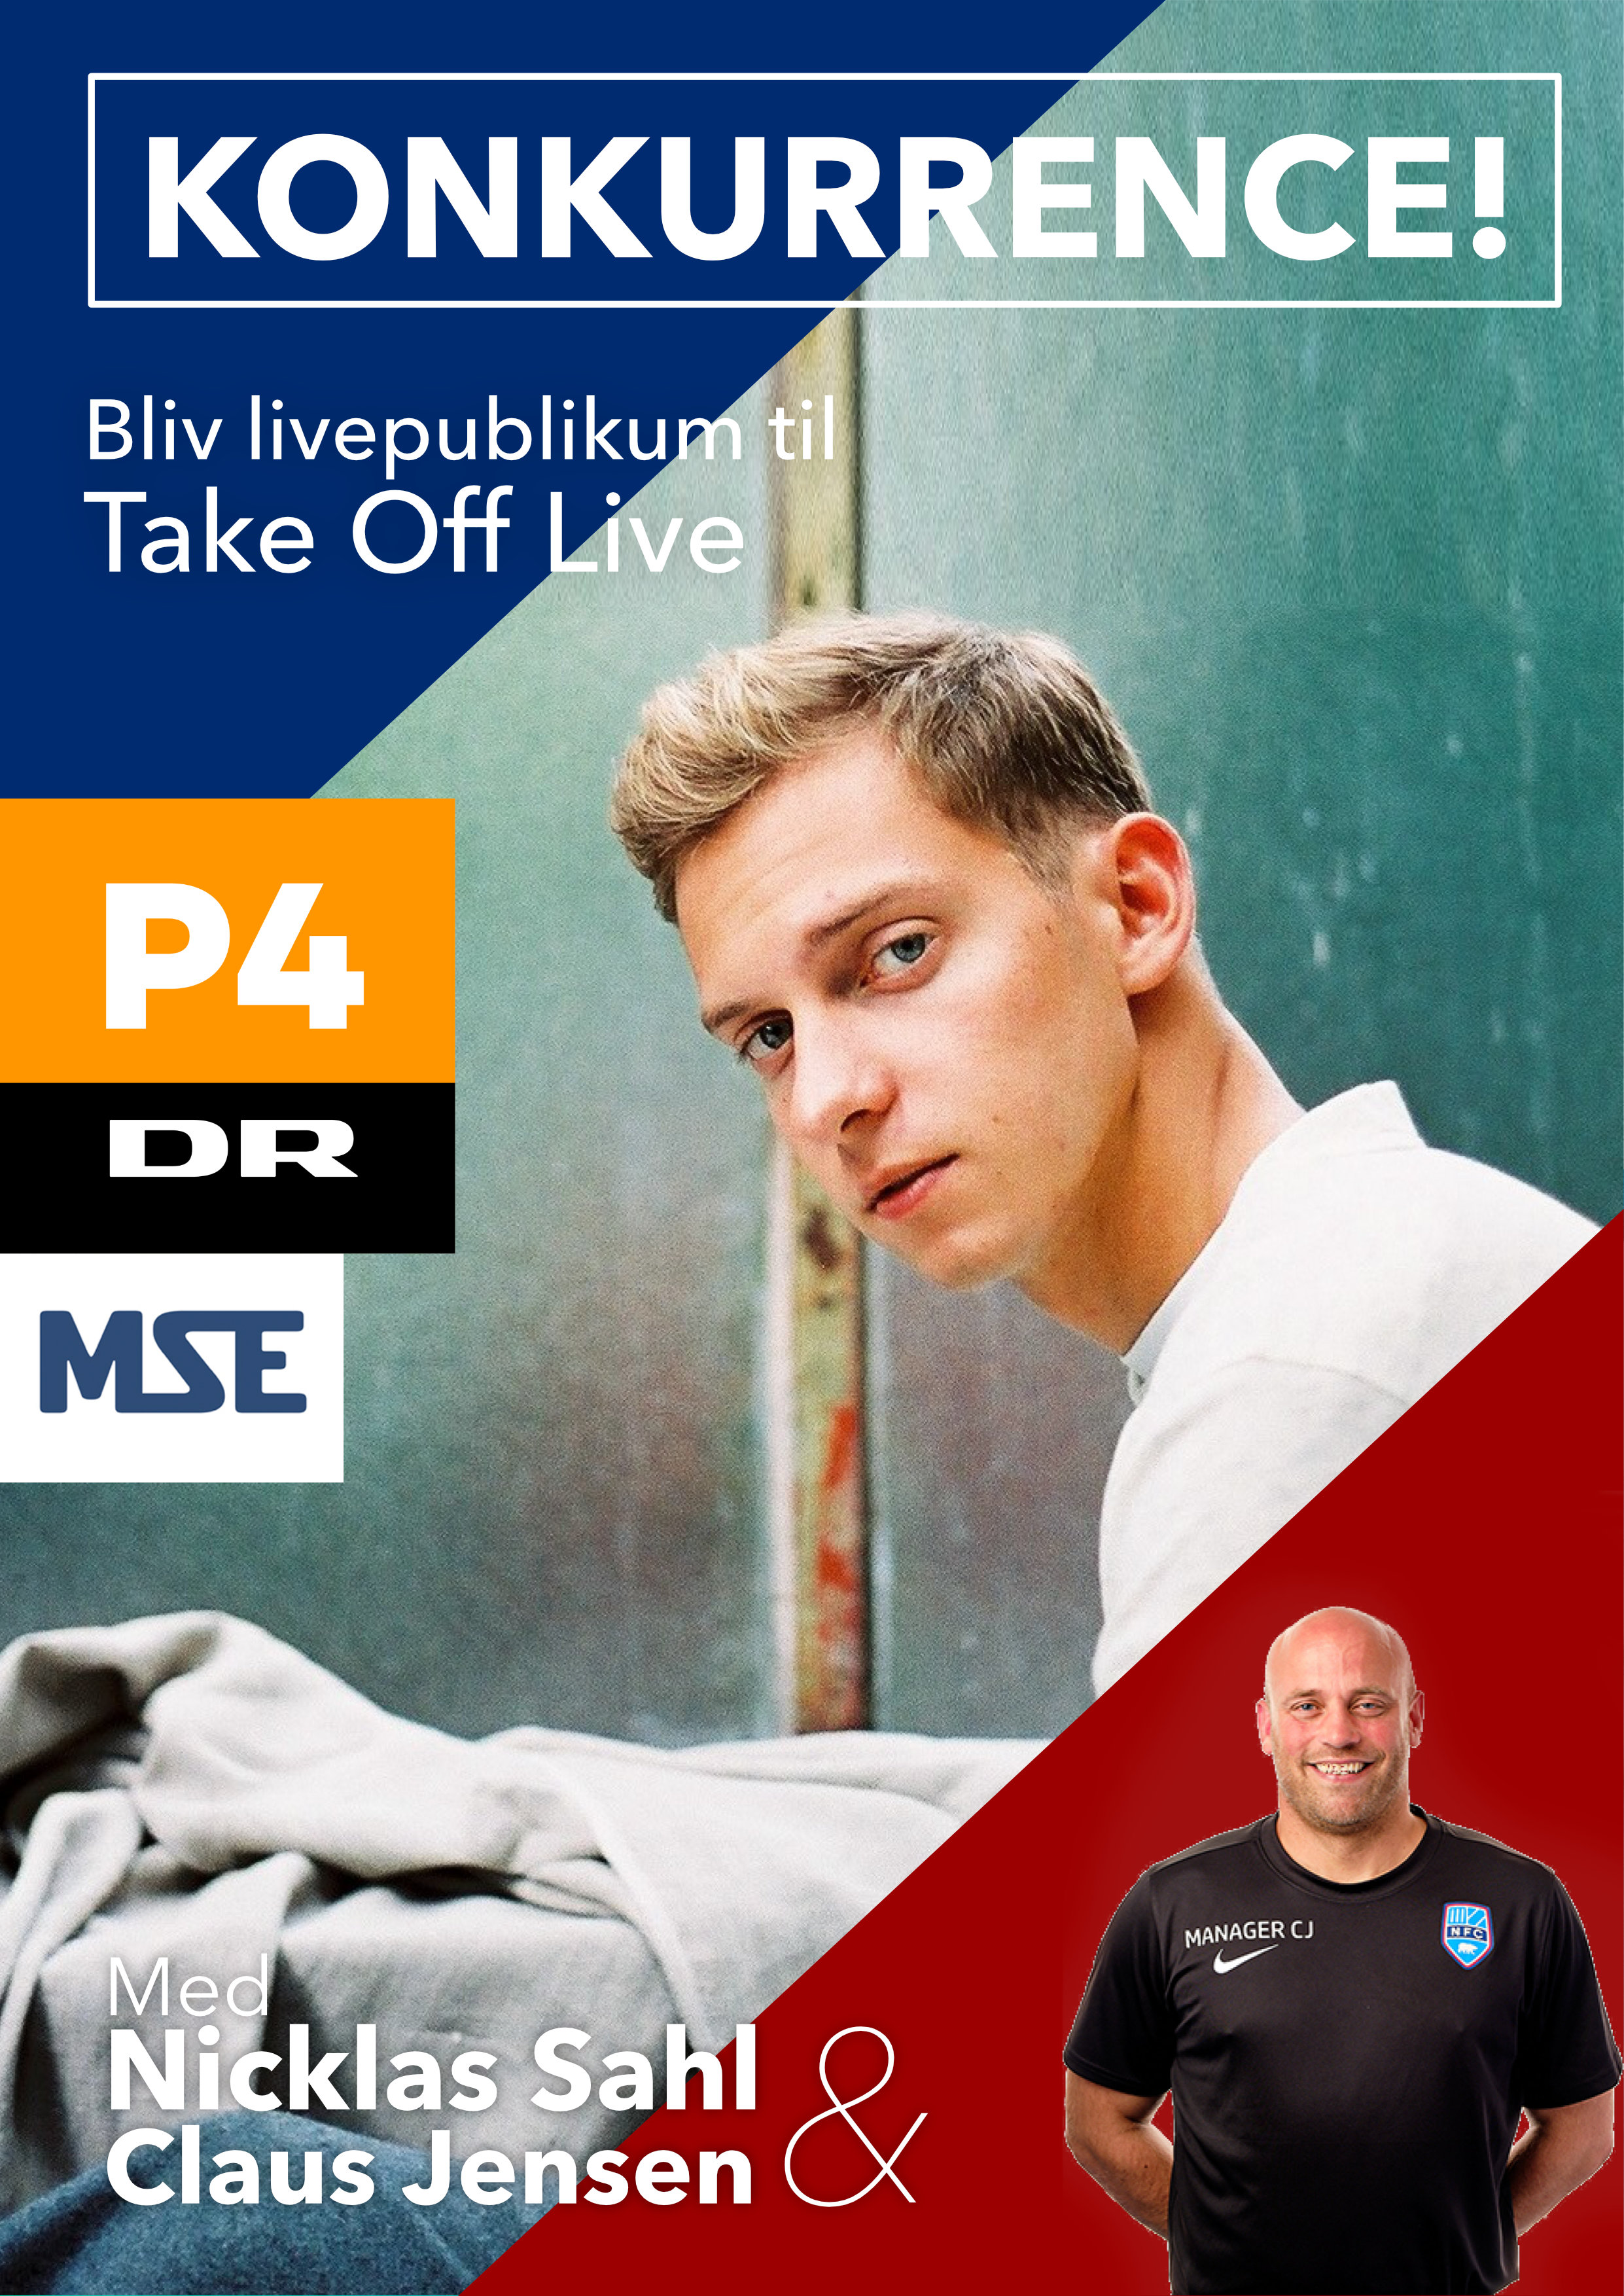 KONKURRENCE!
Bliv livepublikum til
Take Off Live
P4
DR
MSE
MANAGER CJ
NFC
Med
Nicklas Sahl
Claus Jensen &